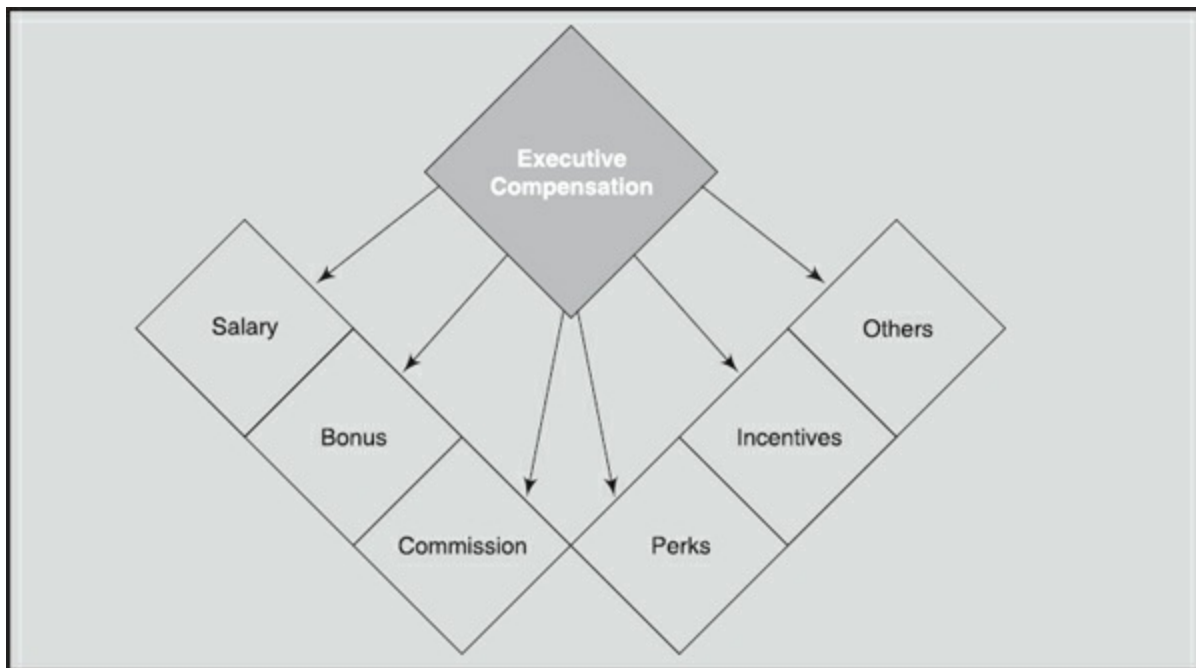 Executive
Compensation
Salary
Others
Bonus
Incentives
Commission
Perks